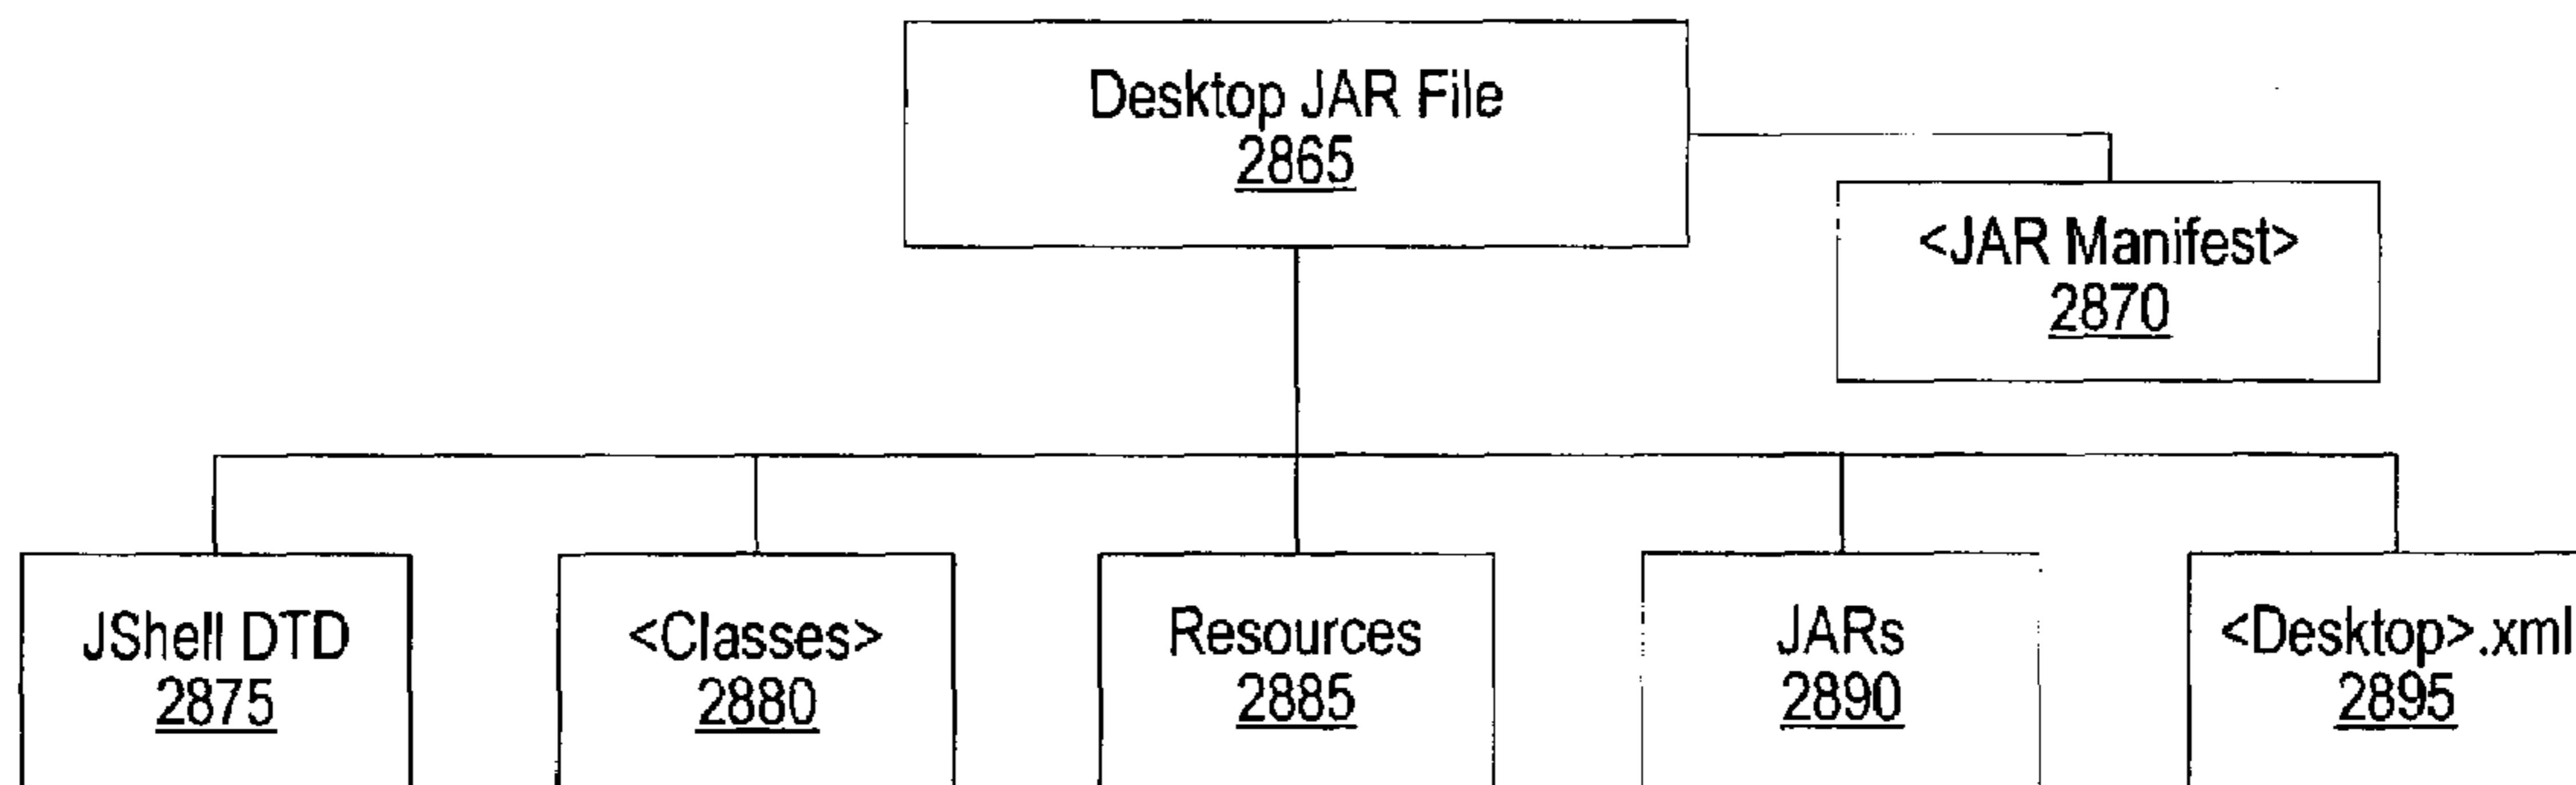 Desktop JAR File
2865
<JAR Manifest>
2870
JShell DTD
2875
<Classes>
2880
Resources
2885
JARs
2890
<Desktop>.xml
2895